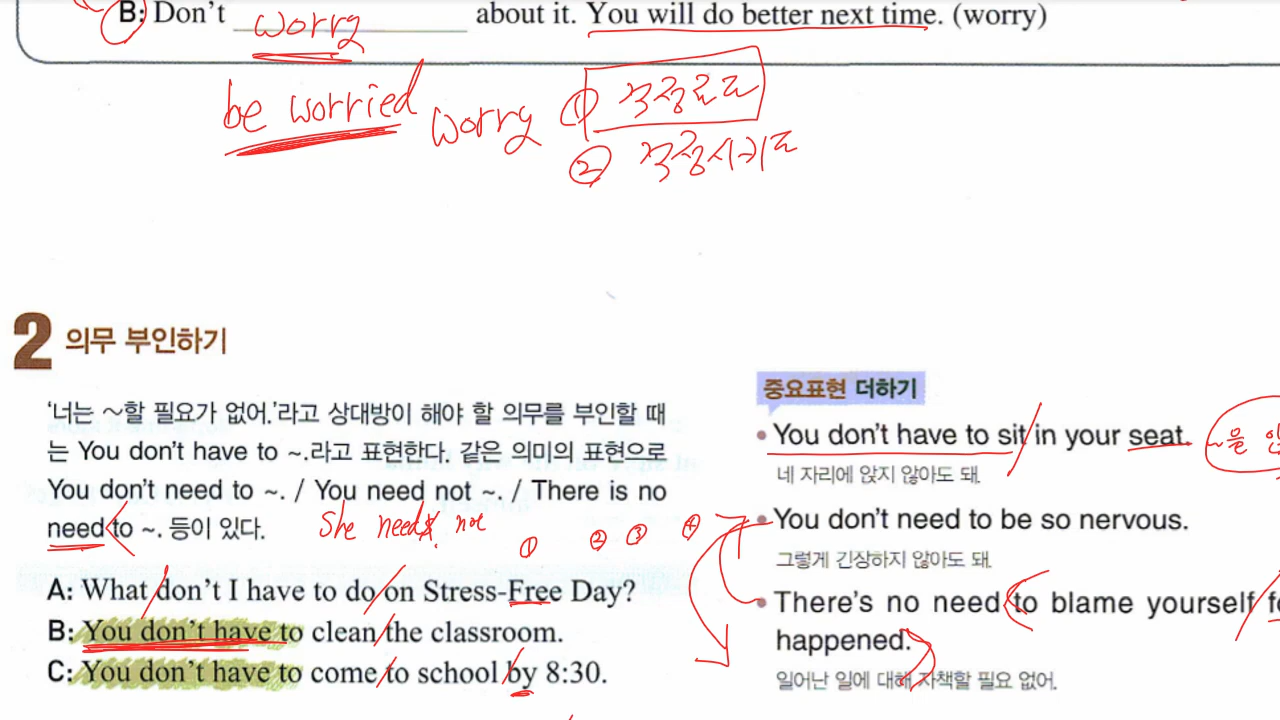 B: Don't worry about it. You will do better next time. (worry)
be worried worry ① 걱정하다
② 걱정시키다
2 의무 부인하기
'너는 ~할 필요가 없어.'라고 상대방이 해야 할 의무를 부인할 때
는 You don't have to ~.라고 표현한다. 같은 의미의 표현으로
You don't need to ~. / You need not ~. / There is no
need to ~. 등이 있다.
She needs not
① ② ③ ④
A: What don't I have to do on Stress-Free Day?
B: You don't have to clean the classroom.
C: You don't have to come to school by 8:30.
중요표현 더하기
• You don't have to sit in your seat.
~을
네 자리에 앉지 않아도 돼.
• You don't need to be so nervous.
그렇게 긴장하지 않아도 돼.
• There's no need to blame yourself
happened.
일어난 일에 대해 자책할 필요 없어.